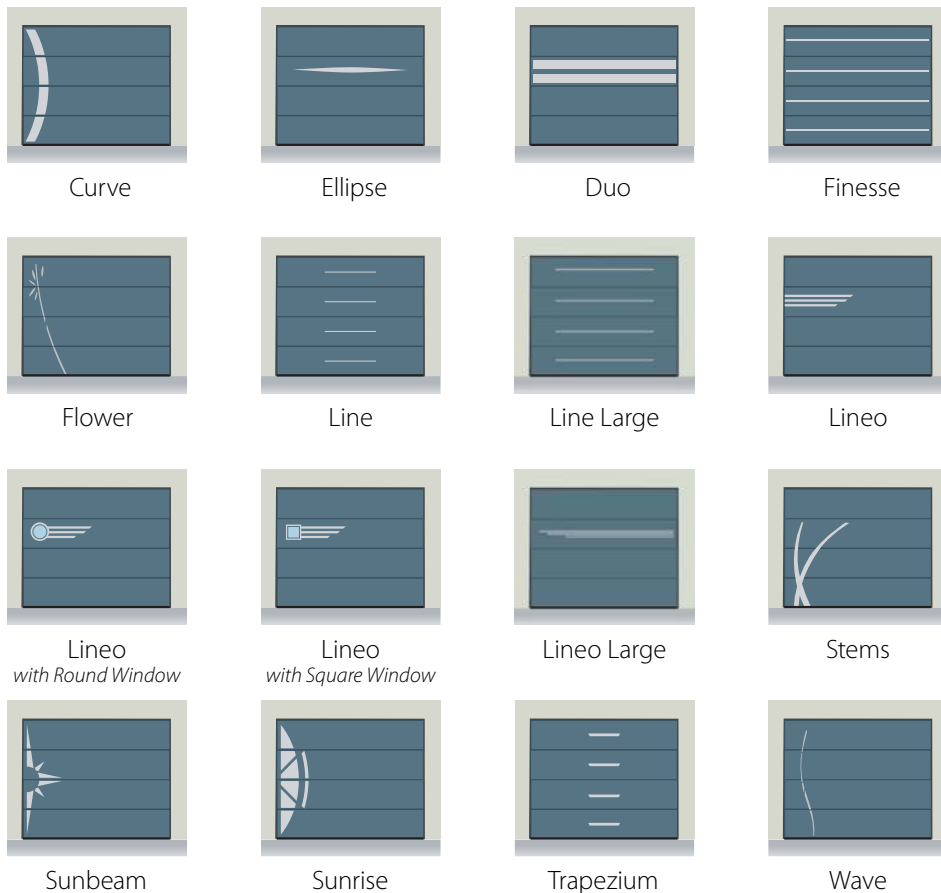 Curve
Ellipse
Duo
Finesse
Flower
Line
Line Large
Lineo
Lineo
with Round Window
Lineo
with Square Window
Lineo Large
Stems
Sunbeam
Sunrise
Trapezium
Wave